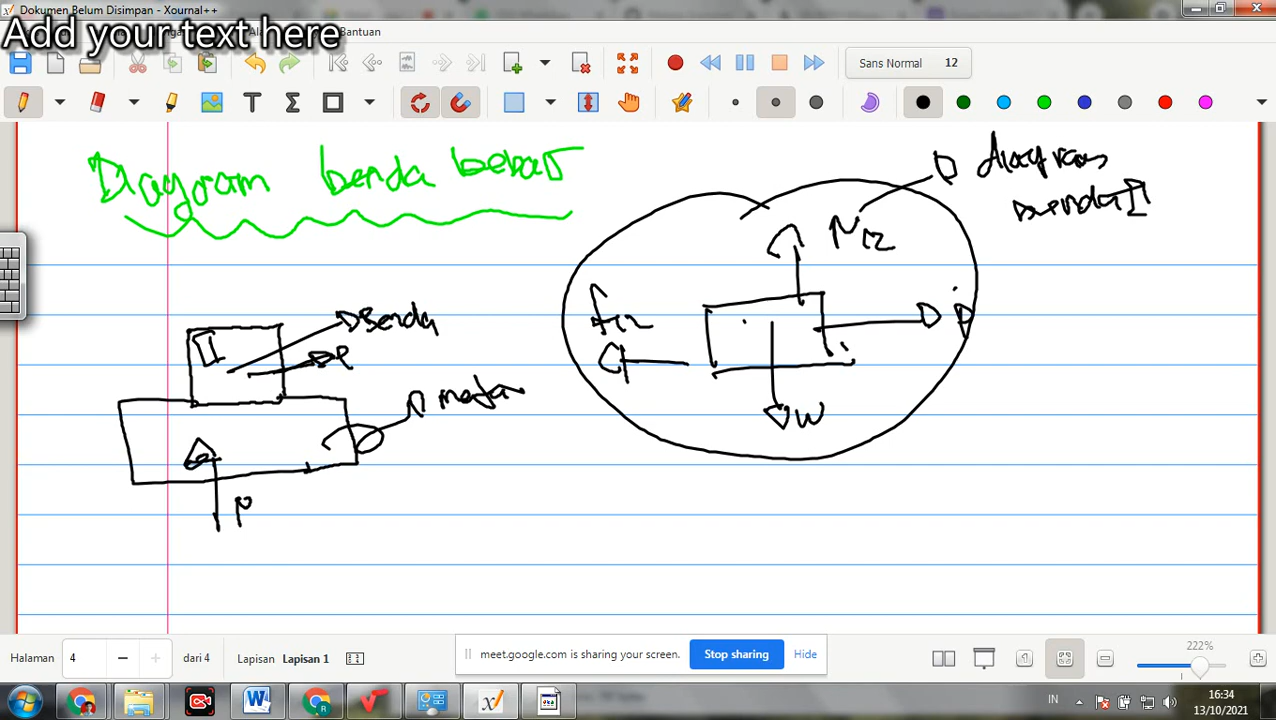 Dokumen Belum Disimpan - Xournal++
Add your text here
Bantuan
Sans Normal 12
Diagram benda bebas
diagram
benda I
N12
f12
P
W
Benda
P
meja
N
Halaman 4 dari 4 Lapisan Lapisan 1
meet.google.com is sharing your screen. Stop sharing Hide
222%
IN 16:34
13/10/2021